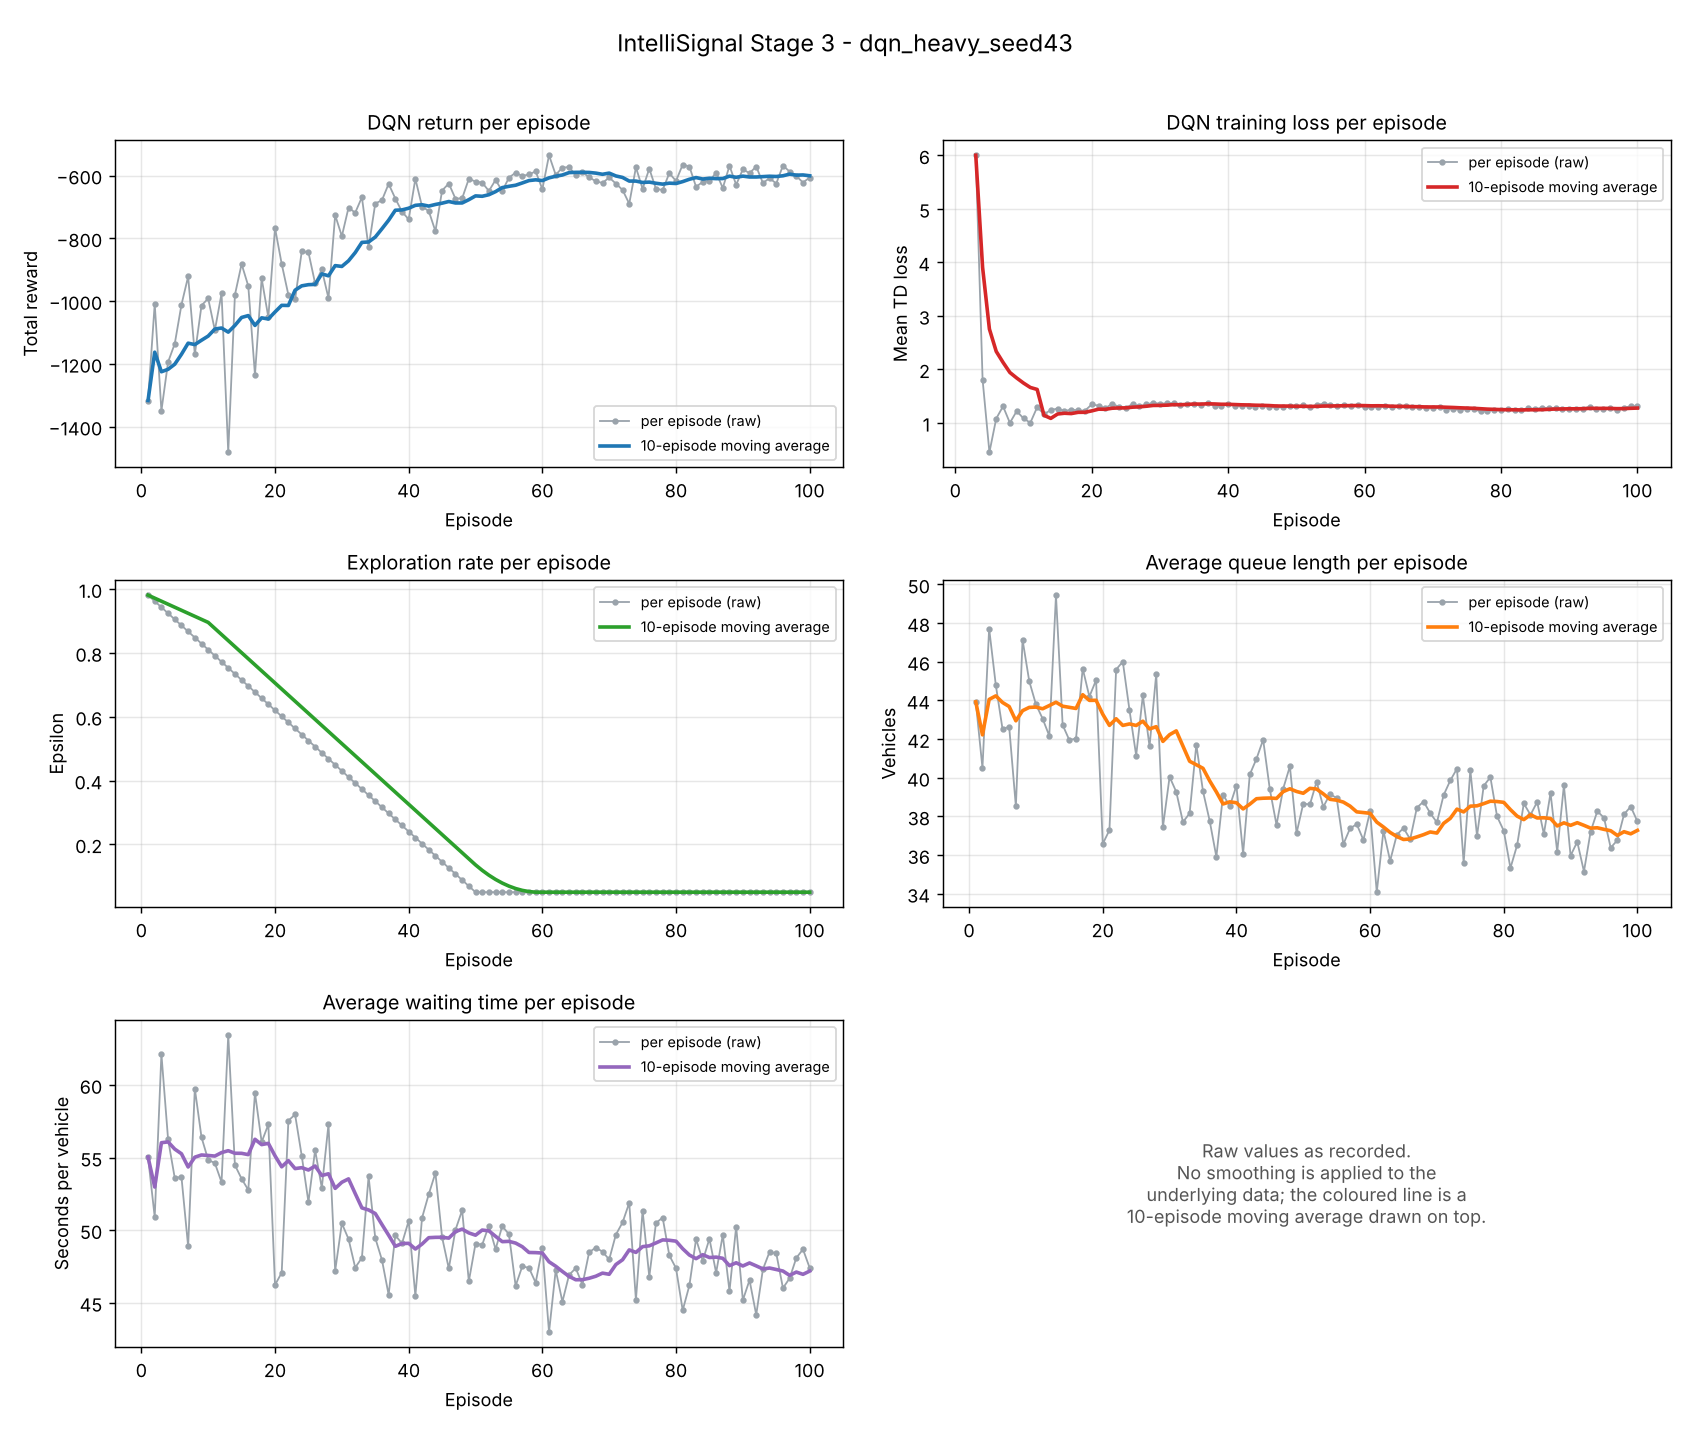 IntelliSignal Stage 3 - dqn_heavy_seed43
DQN return per episode
Total reward
−600
−800
−1000
−1200
−1400
per episode (raw)
10-episode moving average
0 20 40 60 80 100
Episode
DQN training loss per episode
Mean TD loss
6
5
4
3
2
1
per episode (raw)
10-episode moving average
0 20 40 60 80 100
Episode
Exploration rate per episode
Epsilon
1.0
0.8
0.6
0.4
0.2
per episode (raw)
10-episode moving average
0 20 40 60 80 100
Episode
Average queue length per episode
Vehicles
50
48
46
44
42
40
38
36
34
per episode (raw)
10-episode moving average
0 20 40 60 80 100
Episode
Average waiting time per episode
Seconds per vehicle
60
55
50
45
per episode (raw)
10-episode moving average
0 20 40 60 80 100
Episode
Raw values as recorded.
No smoothing is applied to the
underlying data; the coloured line is a
10-episode moving average drawn on top.